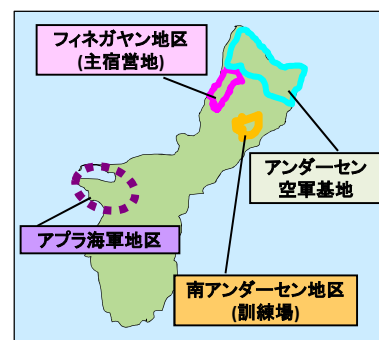 フィネガヤン地区
(主宿営地)
アンダーセン
空軍基地
アプラ海軍地区
南アンダーセン地区
(訓練場)